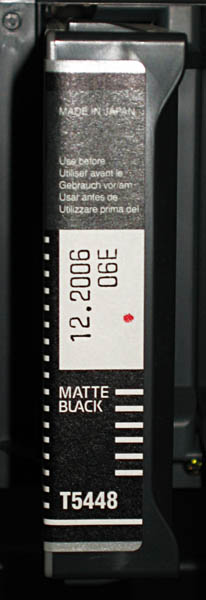 MADE IN JAPAN
Use before
Utiliser avant le
Gebrauch vor am
Usar antes de
Utilizzare prima del
12.2006
06E
MATTE
BLACK
T5448